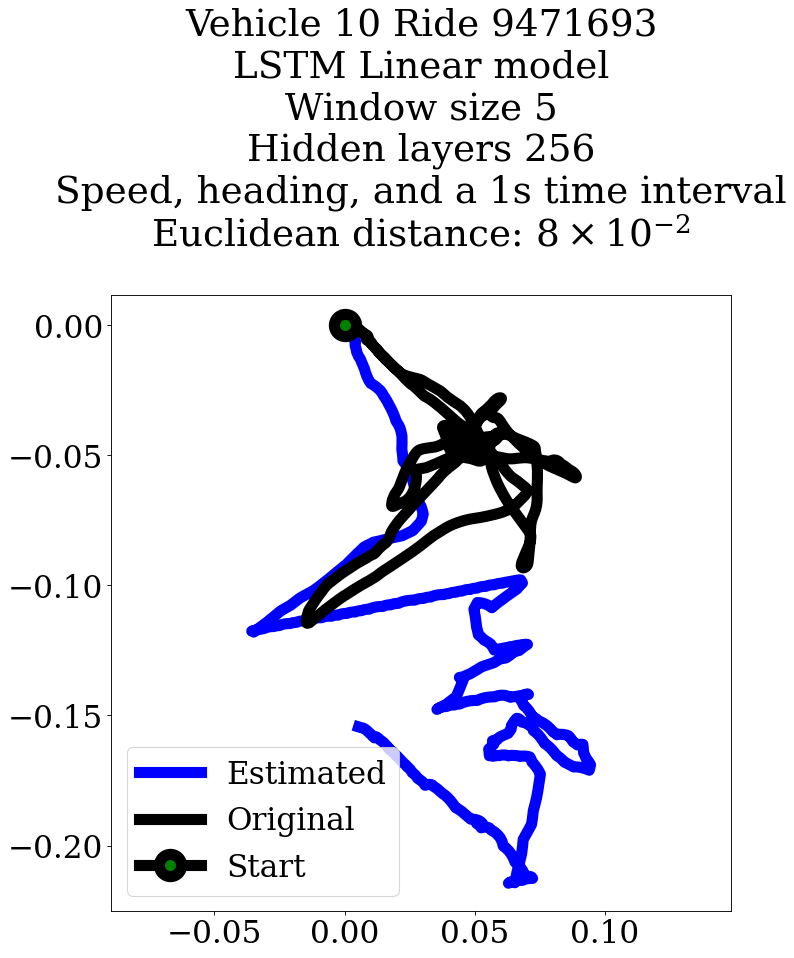 Vehicle 10 Ride 9471693
LSTM Linear model
Window size 5
Hidden layers 256
Speed, heading, and a 1s time interval
Euclidean distance: 8 × 10⁻²
0.00
−0.05
−0.10
−0.15
−0.20
Estimated
Original
Start
−0.05 0.00 0.05 0.10